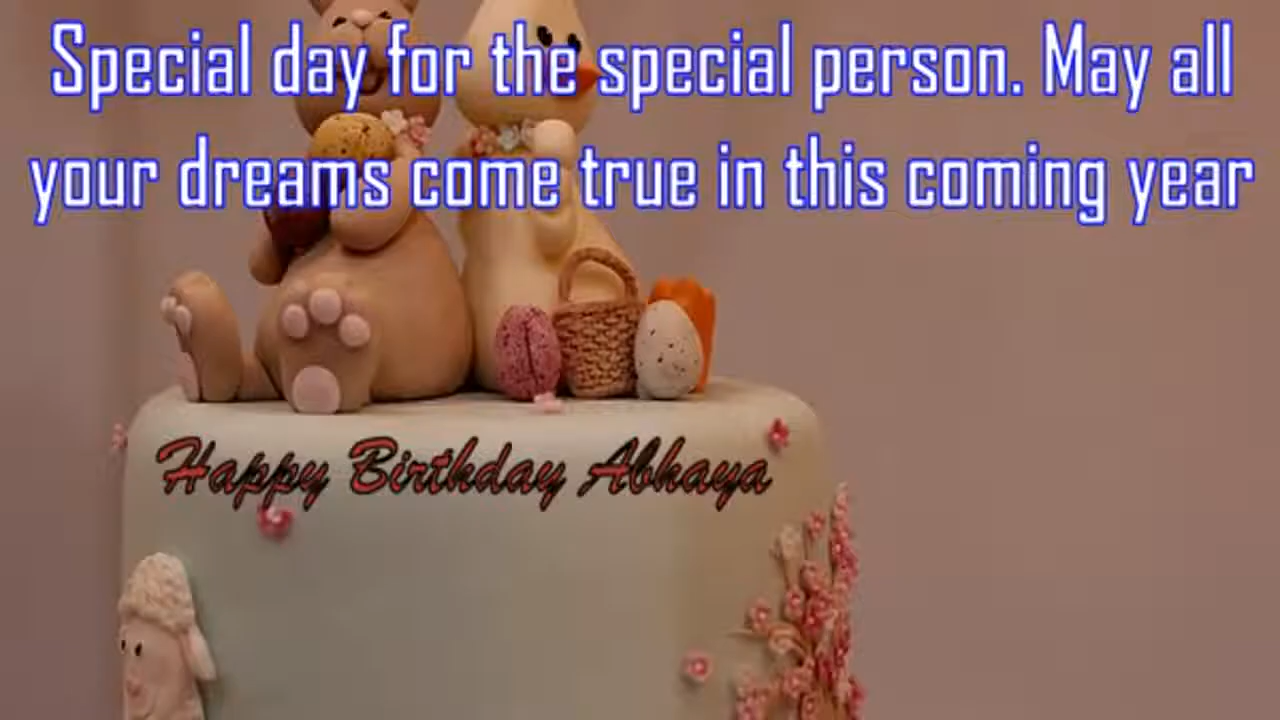 Special day for the special person. May all
your dreams come true in this coming year
Happy Birthday Abhaya